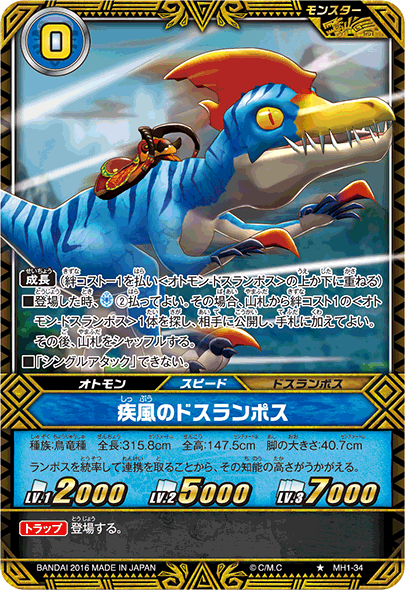 モンスター
0
成長 (絆コスト－1を払い<オトモン・ドスランポス>の上か下に重ねる)
■登場した時、②払ってよい。その場合、山札から絆コスト1の<オト
モン・ドスランポス>1体を探し、相手に公開し、手札に加えてよい。
その後、山札をシャッフルする。
■「シングルアタック」できない。
オトモン スピード ドスランポス
疾風のドスランポス
種族:鳥竜種 全長:315.8cm 全高:147.5cm 脚の大きさ:40.7cm
ランポスを統率して連携を取ることから、その知能の高さがうかがえる。
LV.1 2000 LV.2 5000 LV.3 7000
トラップ 登場する。
BANDAI 2016 MADE IN JAPAN ©C/M.C ★ MH1-34